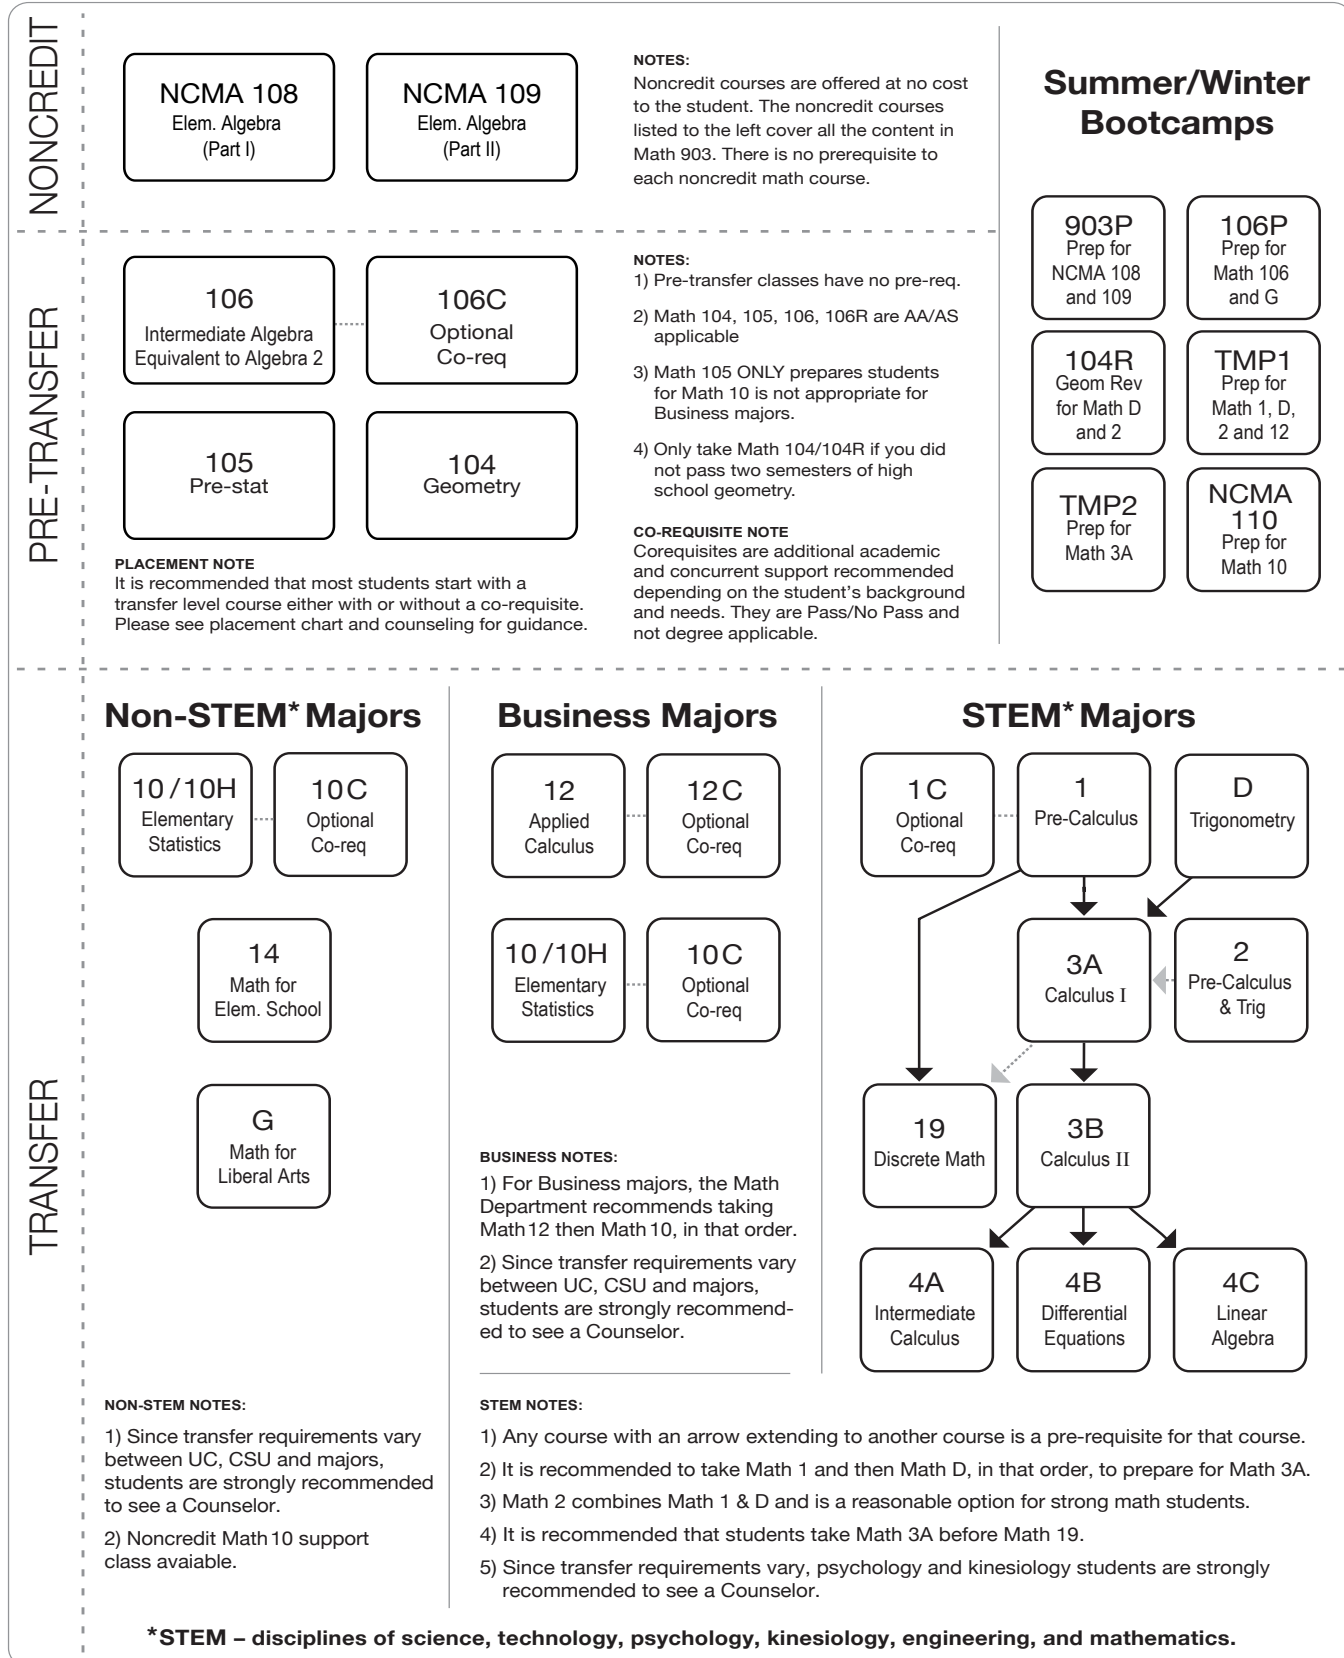 NONCREDIT
NCMA 108
Elem. Algebra
(Part I)
NCMA 109
Elem. Algebra
(Part II)
NOTES:
Noncredit courses are offered at no cost
to the student. The noncredit courses
listed to the left cover all the content in
Math 903. There is no prerequisite to
each noncredit math course.
Summer/Winter
Bootcamps
903P
Prep for
NCMA 108
and 109
106P
Prep for
Math 106
and G
104R
Geom Rev
for Math D
and 2
TMP1
Prep for
Math 1, D,
2 and 12
TMP2
Prep for
Math 3A
NCMA
110
Prep for
Math 10
PRE-TRANSFER
106
Intermediate Algebra
Equivalent to Algebra 2
106C
Optional
Co-req
105
Pre-stat
104
Geometry
PLACEMENT NOTE
It is recommended that most students start with a
transfer level course either with or without a co-requisite.
Please see placement chart and counseling for guidance.
NOTES:
1) Pre-transfer classes have no pre-req.
2) Math 104, 105, 106, 106R are AA/AS
applicable
3) Math 105 ONLY prepares students
for Math 10 is not appropriate for
Business majors.
4) Only take Math 104/104R if you did
not pass two semesters of high
school geometry.
CO-REQUISITE NOTE
Corequisites are additional academic
and concurrent support recommended
depending on the student's background
and needs. They are Pass/No Pass and
not degree applicable.
TRANSFER
Non-STEM* Majors
10 /10H
Elementary
Statistics
10 C
Optional
Co-req
14
Math for
Elem. School
G
Math for
Liberal Arts
NON-STEM NOTES:
1) Since transfer requirements vary
between UC, CSU and majors,
students are strongly recommended
to see a Counselor.
2) Noncredit Math 10 support
class avaiable.
Business Majors
12
Applied
Calculus
12 C
Optional
Co-req
10 /10H
Elementary
Statistics
10 C
Optional
Co-req
BUSINESS NOTES:
1) For Business majors, the Math
Department recommends taking
Math 12 then Math 10, in that order.
2) Since transfer requirements vary
between UC, CSU and majors,
students are strongly recommend-
ed to see a Counselor.
STEM* Majors
1 C
Optional
Co-req
1
Pre-Calculus
D
Trigonometry
3A
Calculus I
2
Pre-Calculus
& Trig
19
Discrete Math
3B
Calculus II
4A
Intermediate
Calculus
4B
Differential
Equations
4C
Linear
Algebra
STEM NOTES:
1) Any course with an arrow extending to another course is a pre-requisite for that course.
2) It is recommended to take Math 1 and then Math D, in that order, to prepare for Math 3A.
3) Math 2 combines Math 1 & D and is a reasonable option for strong math students.
4) It is recommended that students take Math 3A before Math 19.
5) Since transfer requirements vary, psychology and kinesiology students are strongly
recommended to see a Counselor.
*STEM – disciplines of science, technology, psychology, kinesiology, engineering, and mathematics.